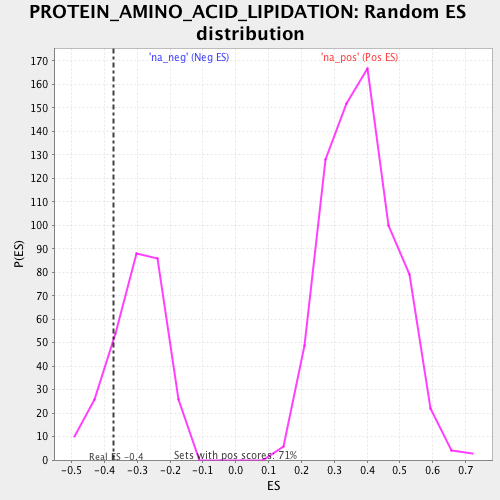 PROTEIN_AMINO_ACID_LIPIDATION: Random ES
distribution
'na_neg' (Neg ES)
'na_pos' (Pos ES)
170
160
150
140
130
120
110
100
90
80
70
60
50
40
30
20
10
0
P(ES)
Real ES -0.4
Sets with pos scores: 71%
-0.5 -0.4 -0.3 -0.2 -0.1 0.0 0.1 0.2 0.3 0.4 0.5 0.6 0.7
ES